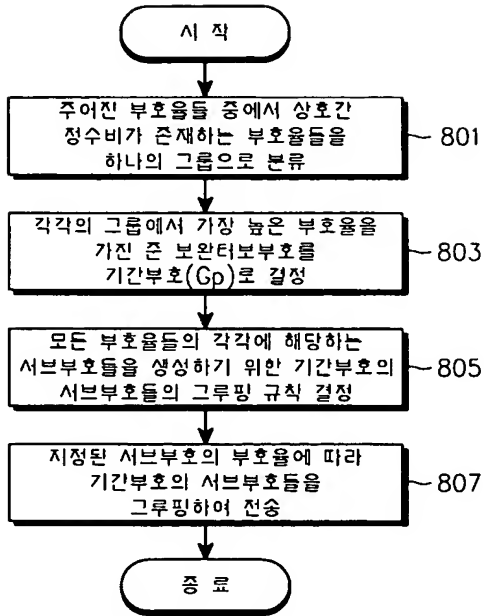 시 작
주어진 부호율들 중에서 상호간
정수비가 존재하는 부호율들을
하나의 그룹으로 분류
801
각각의 그룹에서 가장 높은 부호율을
가진 준 보완터보부호를
기간부호(Gp)로 결정
803
모든 부호율들의 각각에 해당하는
서브부호들을 생성하기 위한 기간부호의
서브부호들의 그루핑 규칙 결정
805
지정된 서브부호의 부호율에 따라
기간부호의 서브부호들을
그루핑하여 전송
807
종 료